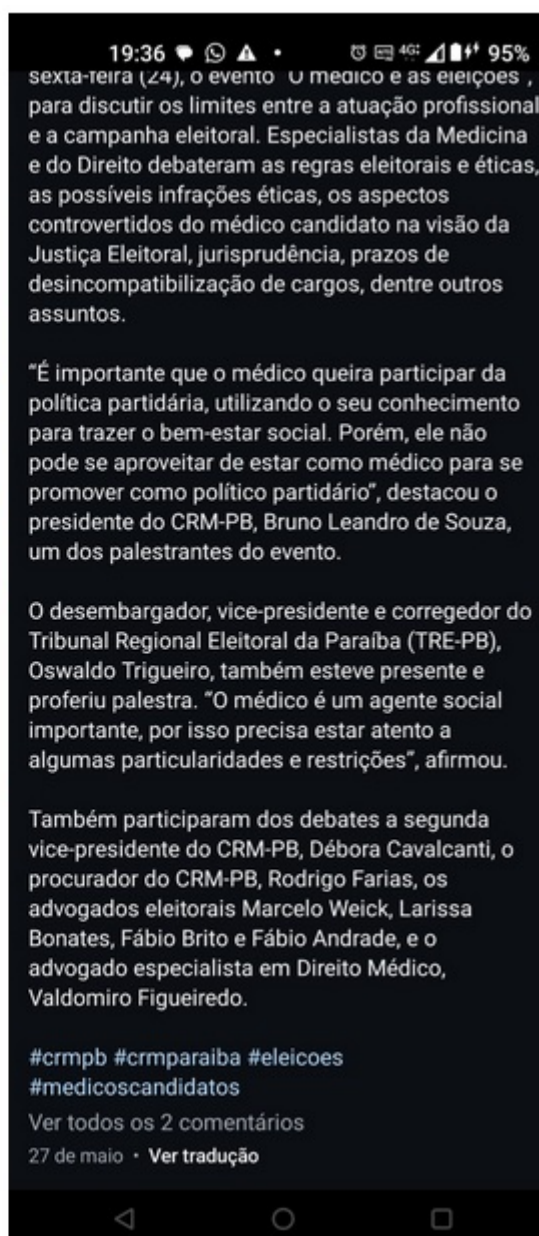 19:36 95%
4G
sexta-feira (24), o evento "O médico e as eleições",
para discutir os limites entre a atuação profissional
e a campanha eleitoral. Especialistas da Medicina
e do Direito debateram as regras eleitorais e éticas,
as possíveis infrações éticas, os aspectos
controvertidos do médico candidato na visão da
Justiça Eleitoral, jurisprudência, prazos de
desincompatibilização de cargos, dentre outros
assuntos.
“É importante que o médico queira participar da
política partidária, utilizando o seu conhecimento
para trazer o bem-estar social. Porém, ele não
pode se aproveitar de estar como médico para se
promover como político partidário”, destacou o
presidente do CRM-PB, Bruno Leandro de Souza,
um dos palestrantes do evento.
O desembargador, vice-presidente e corregedor do
Tribunal Regional Eleitoral da Paraíba (TRE-PB),
Oswaldo Trigueiro, também esteve presente e
proferiu palestra. “O médico é um agente social
importante, por isso precisa estar atento a
algumas particularidades e restrições”, afirmou.
Também participaram dos debates a segunda
vice-presidente do CRM-PB, Débora Cavalcanti, o
procurador do CRM-PB, Rodrigo Farias, os
advogados eleitorais Marcelo Weick, Larissa
Bonates, Fábio Brito e Fábio Andrade, e o
advogado especialista em Direito Médico,
Valdomiro Figueiredo.
#crmpb #crmparaiba #eleicoes
#medicoscandidatos
Ver todos os 2 comentários
27 de maio • Ver tradução